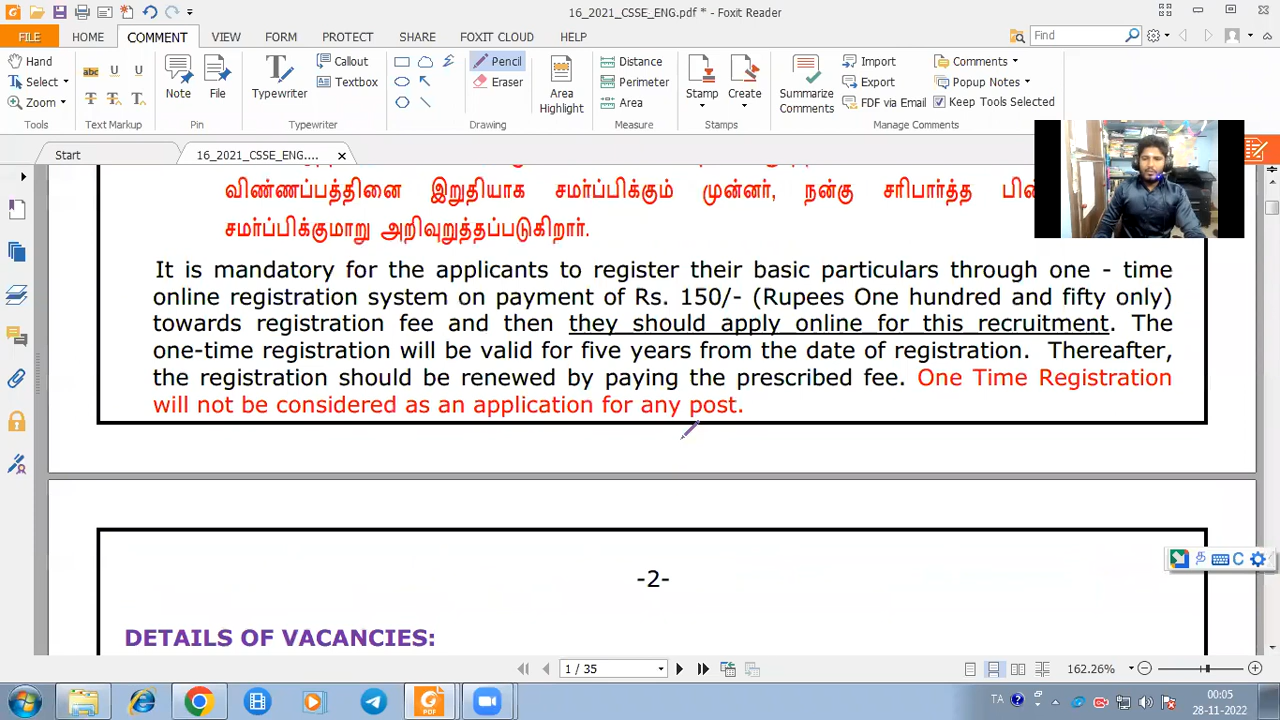 16_2021_CSSE_ENG.pdf * - Foxit Reader
FILE HOME COMMENT VIEW FORM PROTECT SHARE FOXIT CLOUD HELP Find
Hand
Select
Zoom
Tools
abc U U
T T T
Text Markup
Note
File
Pin
Typewriter
Callout
Textbox
Typewriter
Pencil
Eraser
Drawing
Area Highlight
Distance
Perimeter
Area
Measure
Stamp
Create
Stamps
Summarize Comments
Import
Export
FDF via Email
Comments
Popup Notes
Keep Tools Selected
Manage Comments
Start 16_2021_CSSE_ENG....
விண்ணப்பத்தினை இறுதியாக சமர்ப்பிக்கும் முன்னர், நன்கு சரிபார்த்த
சமர்ப்பிக்குமாறு அறிவுறுத்தப்படுகிறார்.
It is mandatory for the applicants to register their basic particulars through one - time
online registration system on payment of Rs. 150/- (Rupees One hundred and fifty only)
towards registration fee and then they should apply online for this recruitment. The
one-time registration will be valid for five years from the date of registration. Thereafter,
the registration should be renewed by paying the prescribed fee. One Time Registration
will not be considered as an application for any post.
-2-
DETAILS OF VACANCIES:
1 / 35 162.26%
PDF
TA
00:05
28-11-2022